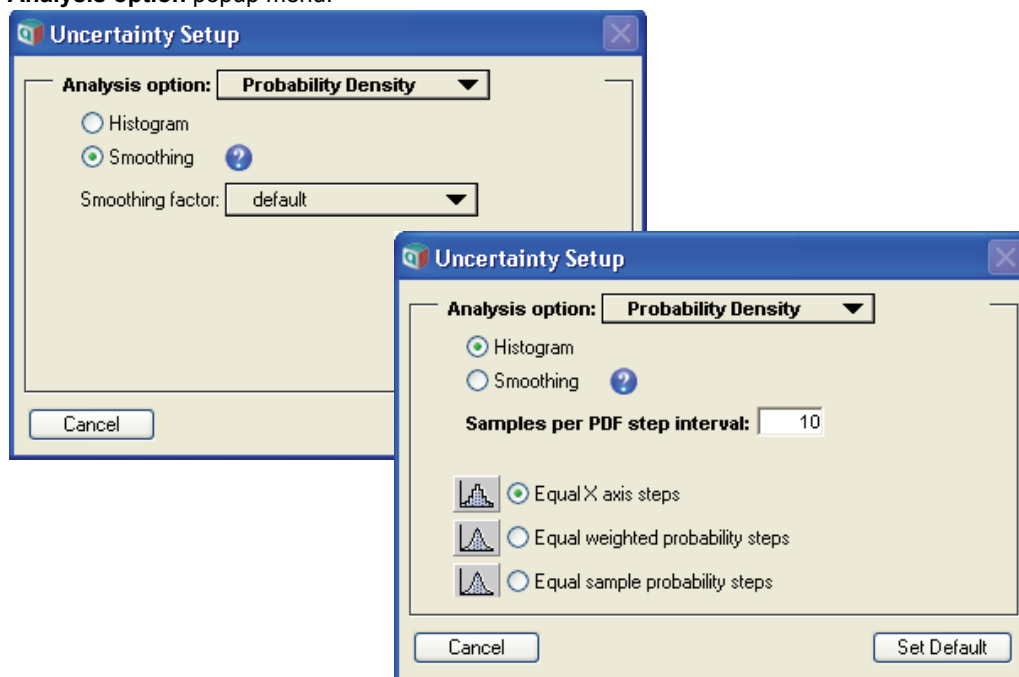 Analysis option popup menu.
Uncertainty Setup
Analysis option: Probability Density
Histogram
Smoothing ?
Smoothing factor: default
Cancel
Uncertainty Setup
Analysis option: Probability Density
Histogram
Smoothing ?
Samples per PDF step interval: 10
Equal X axis steps
Equal weighted probability steps
Equal sample probability steps
Cancel Set Default